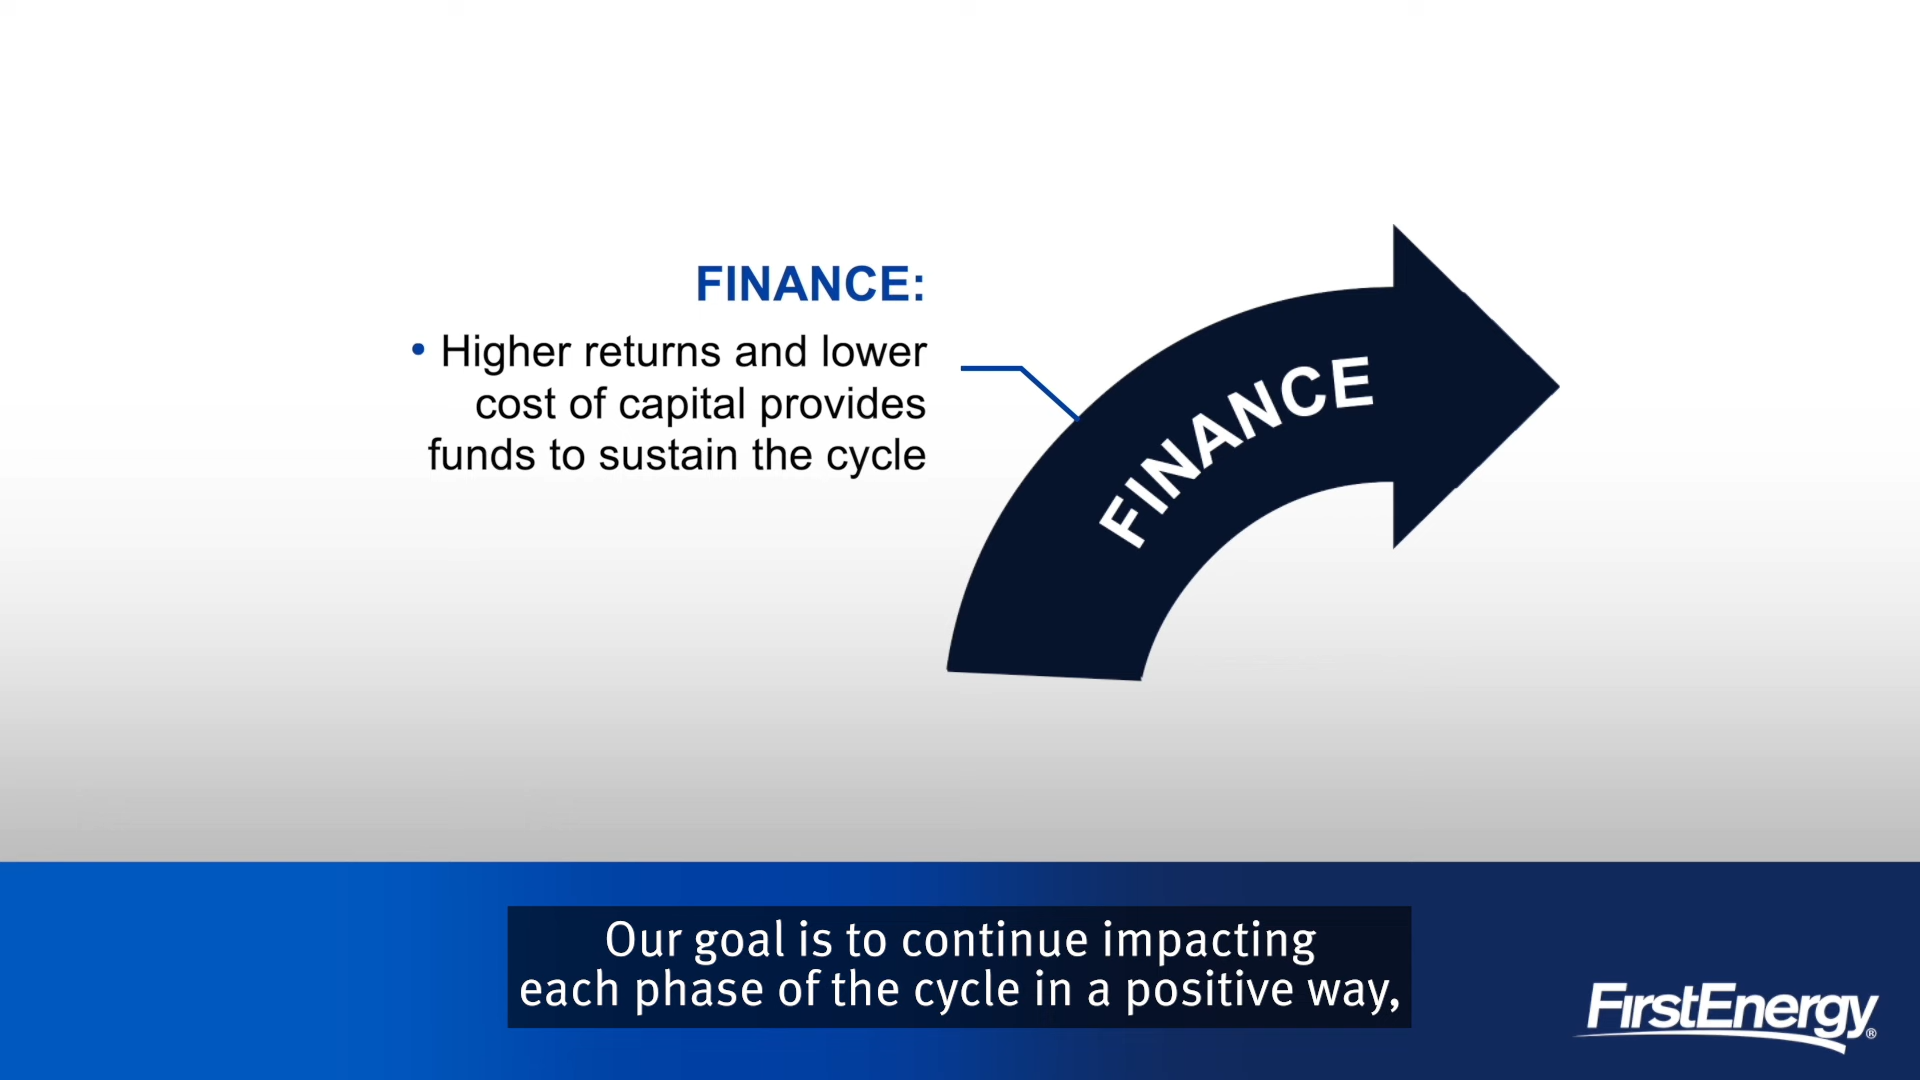 FINANCE:
• Higher returns and lower
cost of capital provides
funds to sustain the cycle
FINANCE
Our goal is to continue impacting
each phase of the cycle in a positive way,
FirstEnergy®